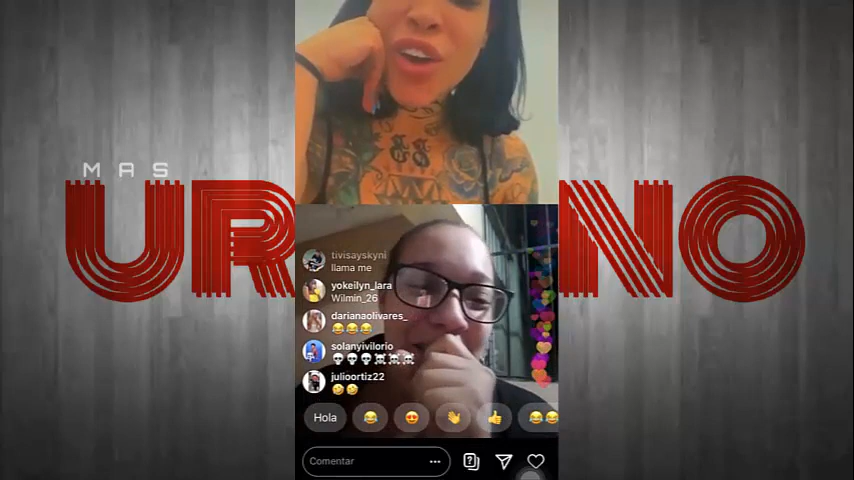 MAS
UR
NO
tivisayskyni
llama me
yokeilyn_lara
Wilmin_26
darianaolivares_
😂😂😂
solanyivilorio
💀💀💀☠️☠️☠️
julioortiz22
🤣🤣
Hola 😂 😍 👋 👍 😂😂
Comentar